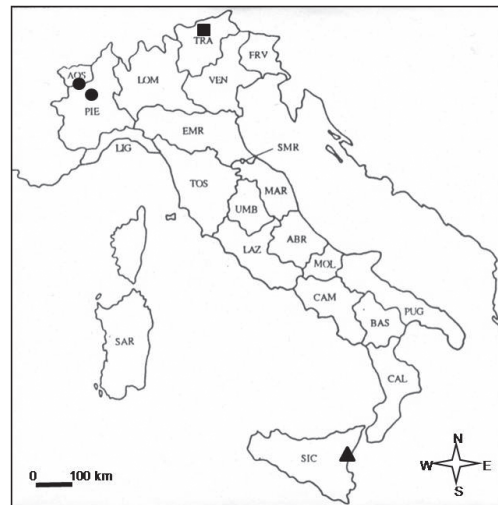 TRA
FRV
AOS
LOM
VEN
PIE
EMR
LIG
SMR
TOS
MAR
UMB
ABR
LAZ
MOL
CAM
PUG
BAS
SAR
CAL
SIC
N
W E
S
0 100 km